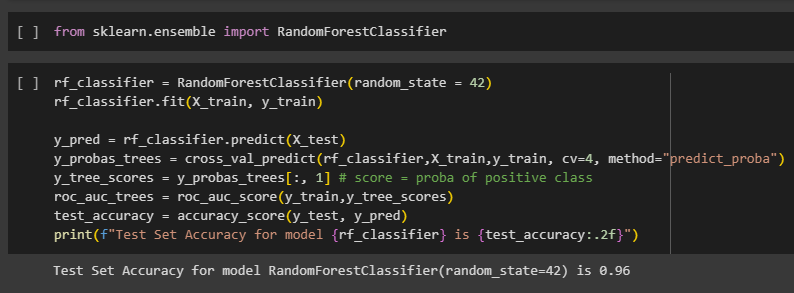 [ ] from sklearn.ensemble import RandomForestClassifier
[ ] rf_classifier = RandomForestClassifier(random_state = 42)
rf_classifier.fit(X_train, y_train)
y_pred = rf_classifier.predict(X_test)
y_probas_trees = cross_val_predict(rf_classifier,X_train,y_train, cv=4, method="predict_proba")
y_tree_scores = y_probas_trees[:, 1] # score = proba of positive class
roc_auc_trees = roc_auc_score(y_train,y_tree_scores)
test_accuracy = accuracy_score(y_test, y_pred)
print(f"Test Set Accuracy for model {rf_classifier} is {test_accuracy:.2f}")
Test Set Accuracy for model RandomForestClassifier(random_state=42) is 0.96